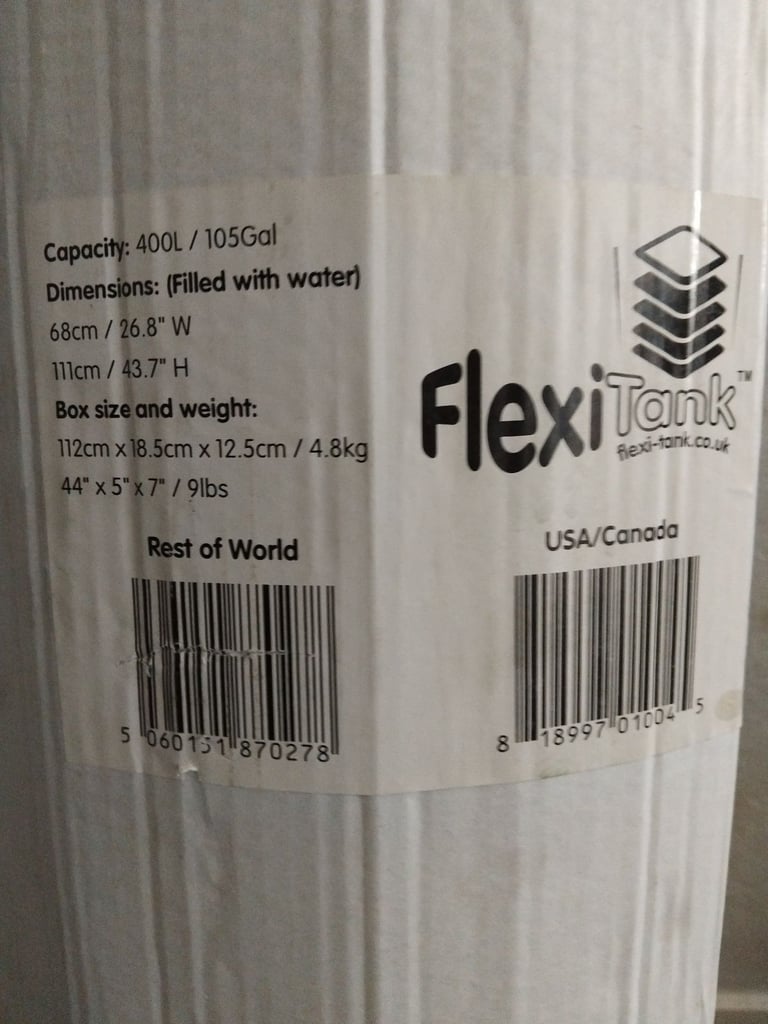 Capacity: 400L / 105Gal
Dimensions: (Filled with water)
68cm / 26.8" W
111cm / 43.7" H
Box size and weight:
112cm x 18.5cm x 12.5cm / 4.8kg
44" x 5" x 7" / 9lbs
FlexiTank™
flexi-tank.co.uk
Rest of World
5 060151 870278
USA/Canada
8 18997 01004 5